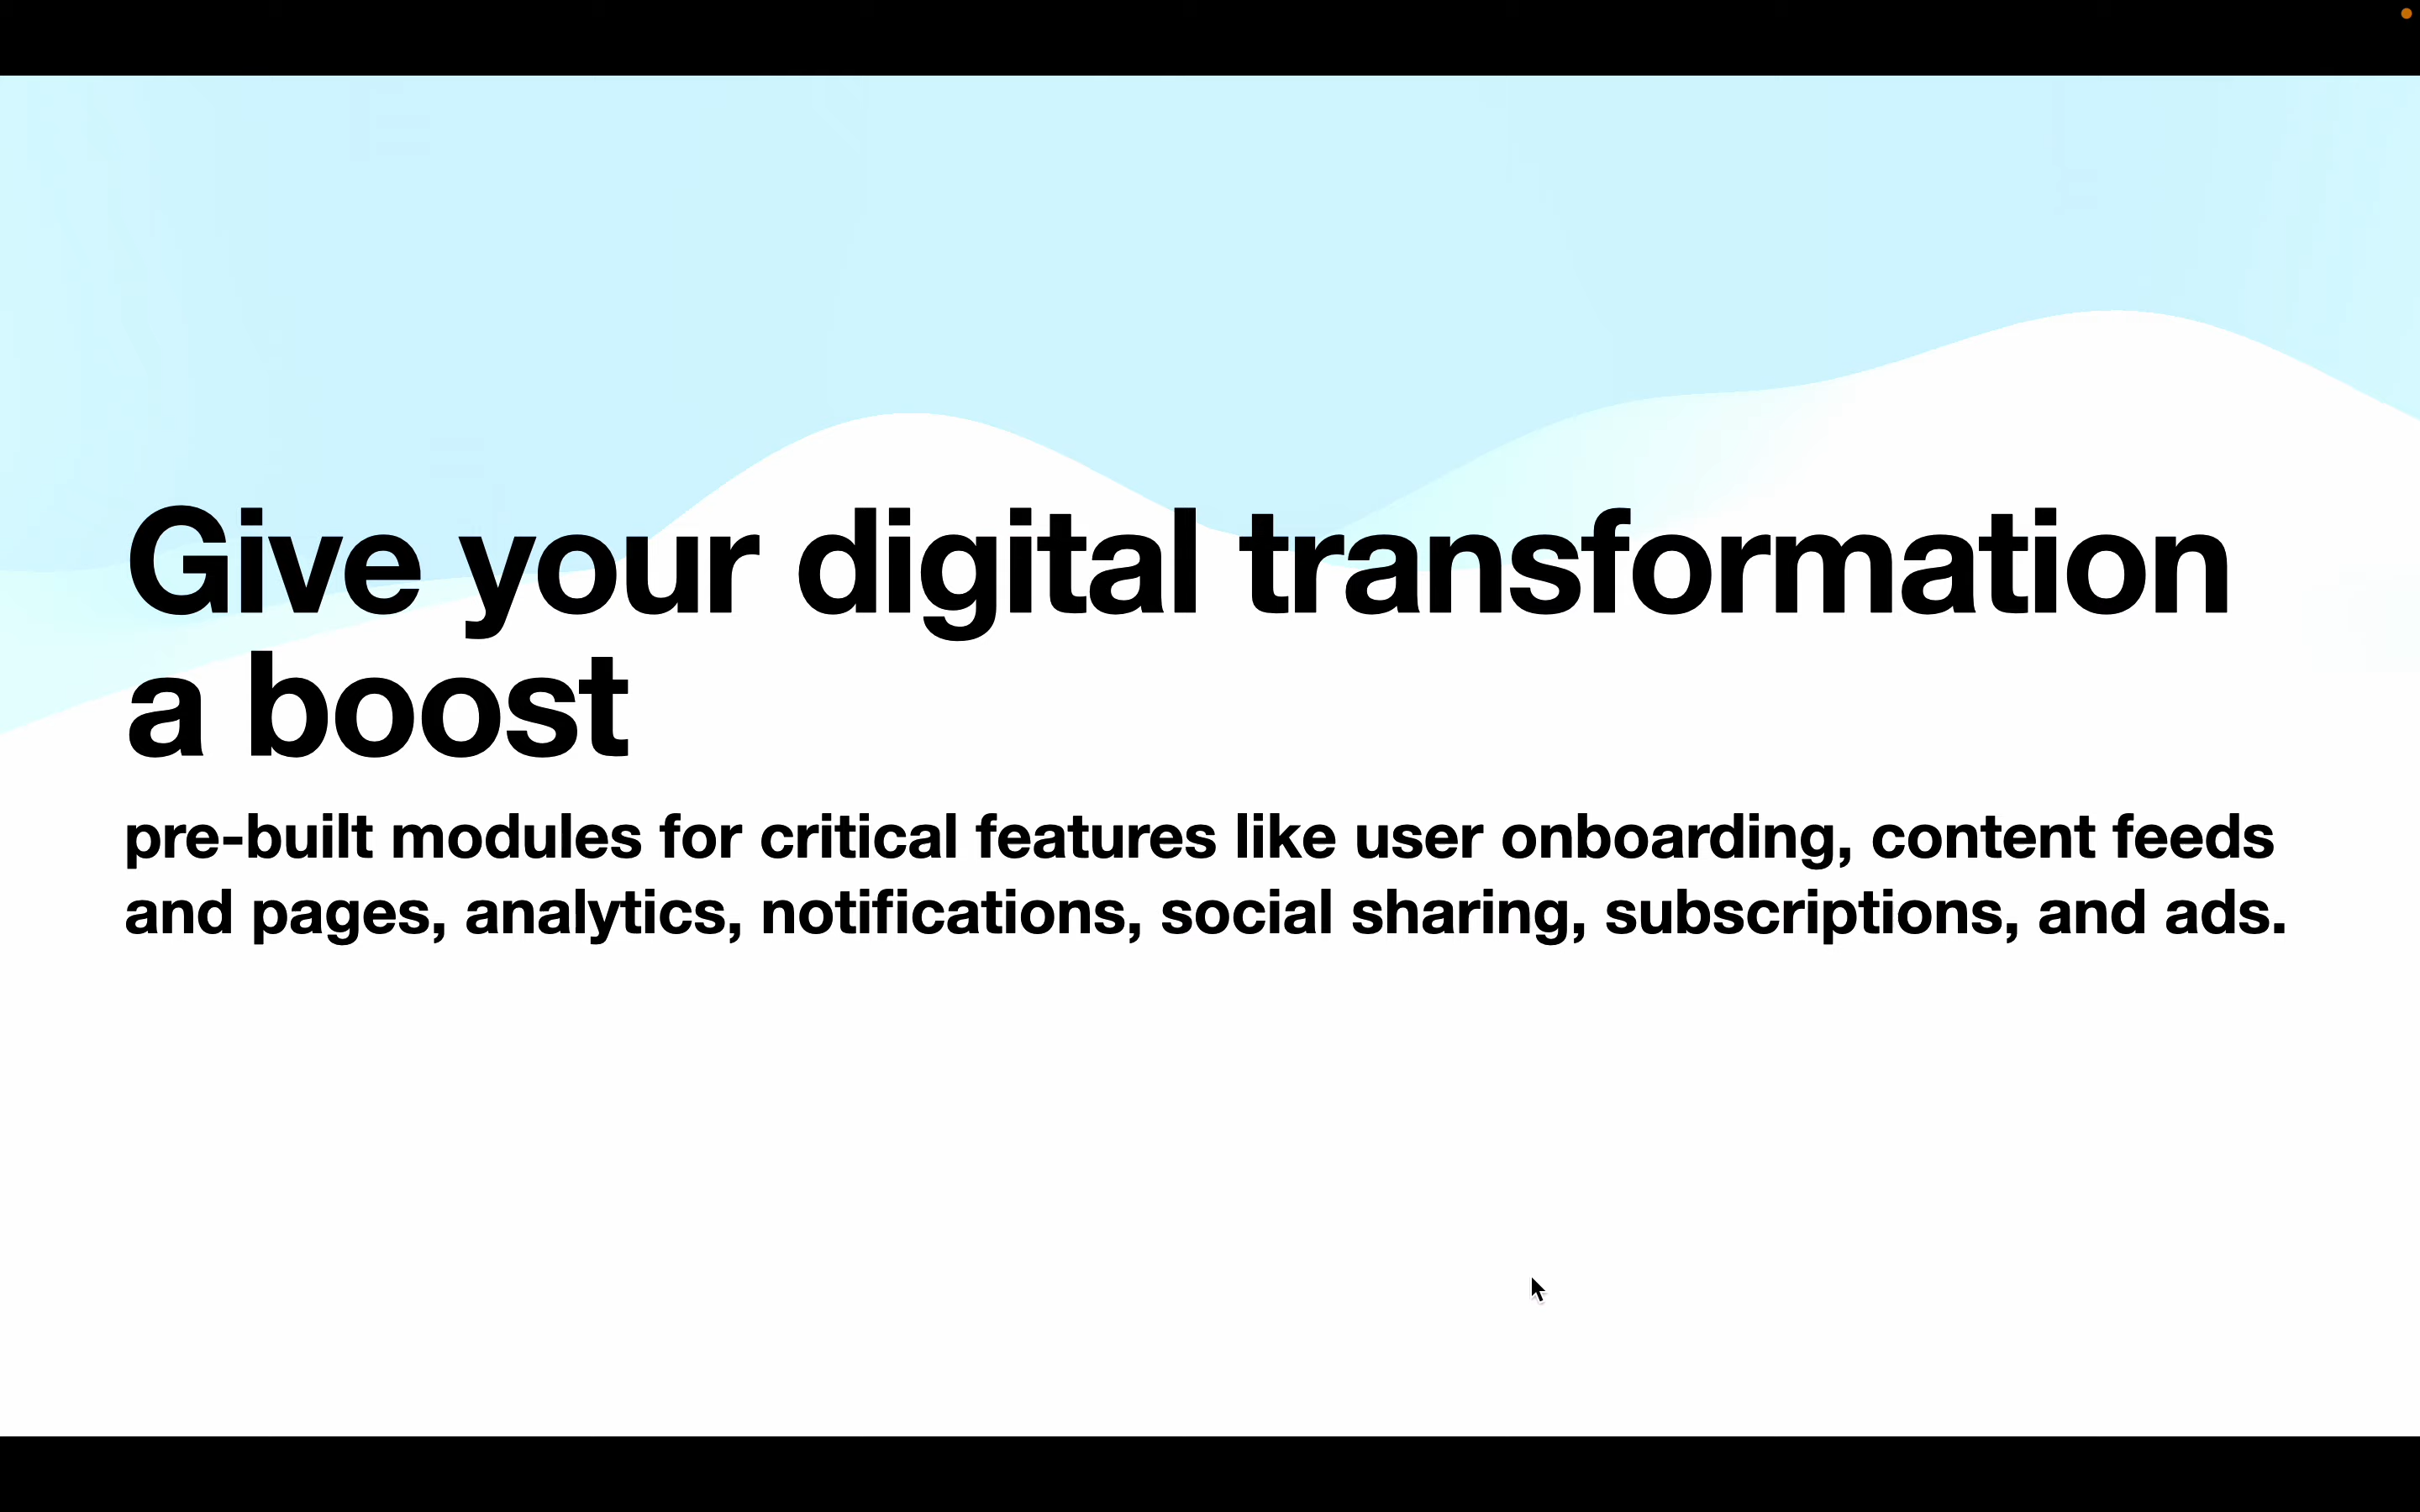 Give your digital transformation
a boost
pre-built modules for critical features like user onboarding, content feeds
and pages, analytics, notifications, social sharing, subscriptions, and ads.